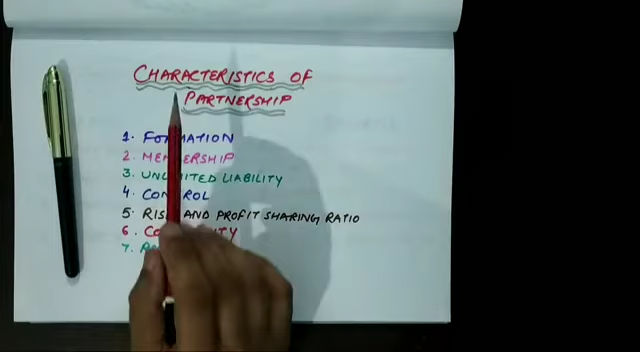 CHARACTERISTICS OF
PARTNERSHIP
1. FORMATION
2. MEMBERSHIP
3. UNLIMITED LIABILITY
4. CONTROL
5. RISK AND PROFIT SHARING RATIO
6.
7.